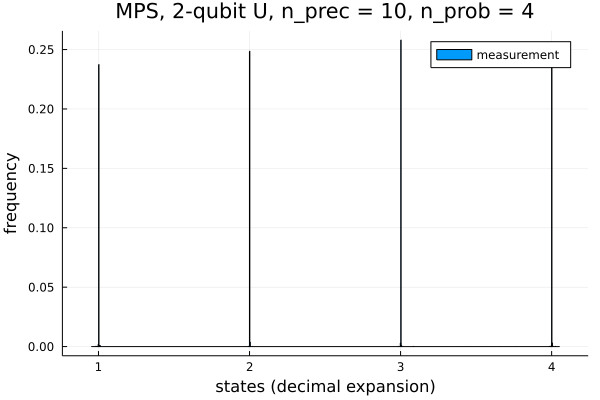 MPS, 2-qubit U, n_prec = 10, n_prob = 4
measurement
frequency
0.25
0.20
0.15
0.10
0.05
0.00
1 2 3 4
states (decimal expansion)